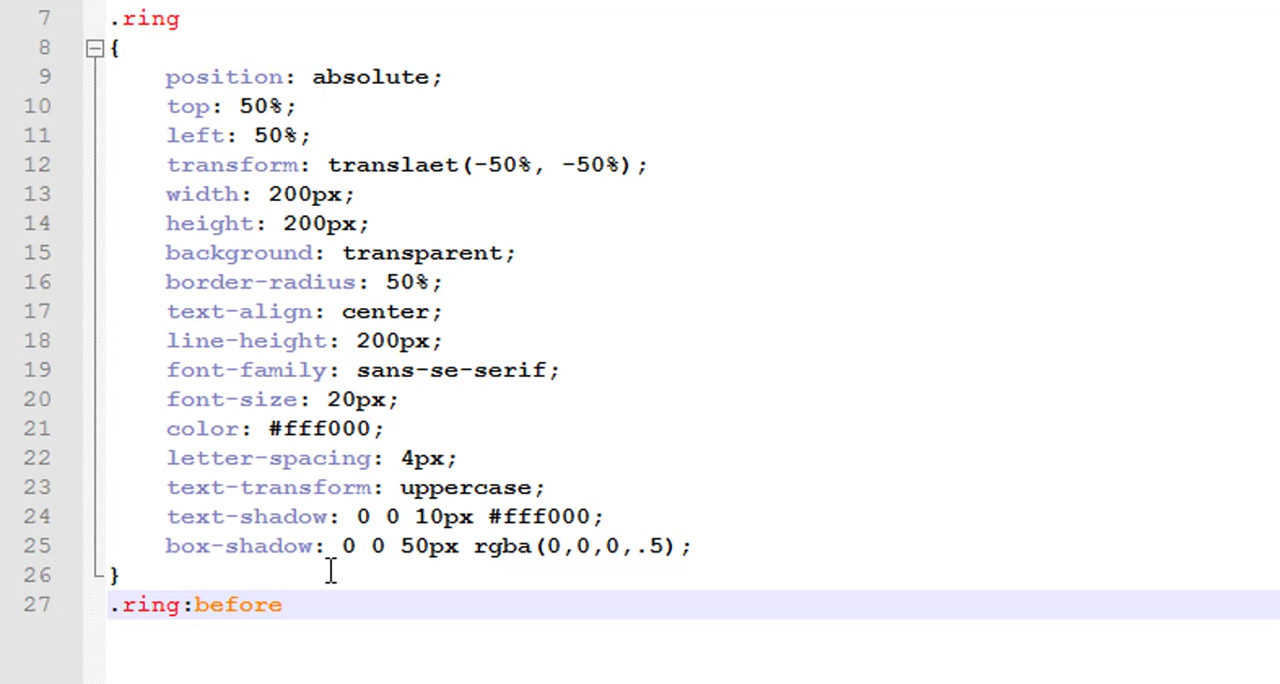 7 .ring
8 {
9 position: absolute;
10 top: 50%;
11 left: 50%;
12 transform: translaet(-50%, -50%);
13 width: 200px;
14 height: 200px;
15 background: transparent;
16 border-radius: 50%;
17 text-align: center;
18 line-height: 200px;
19 font-family: sans-se-serif;
20 font-size: 20px;
21 color: #fff000;
22 letter-spacing: 4px;
23 text-transform: uppercase;
24 text-shadow: 0 0 10px #fff000;
25 box-shadow: 0 0 50px rgba(0,0,0,.5);
26 }
27 .ring:before